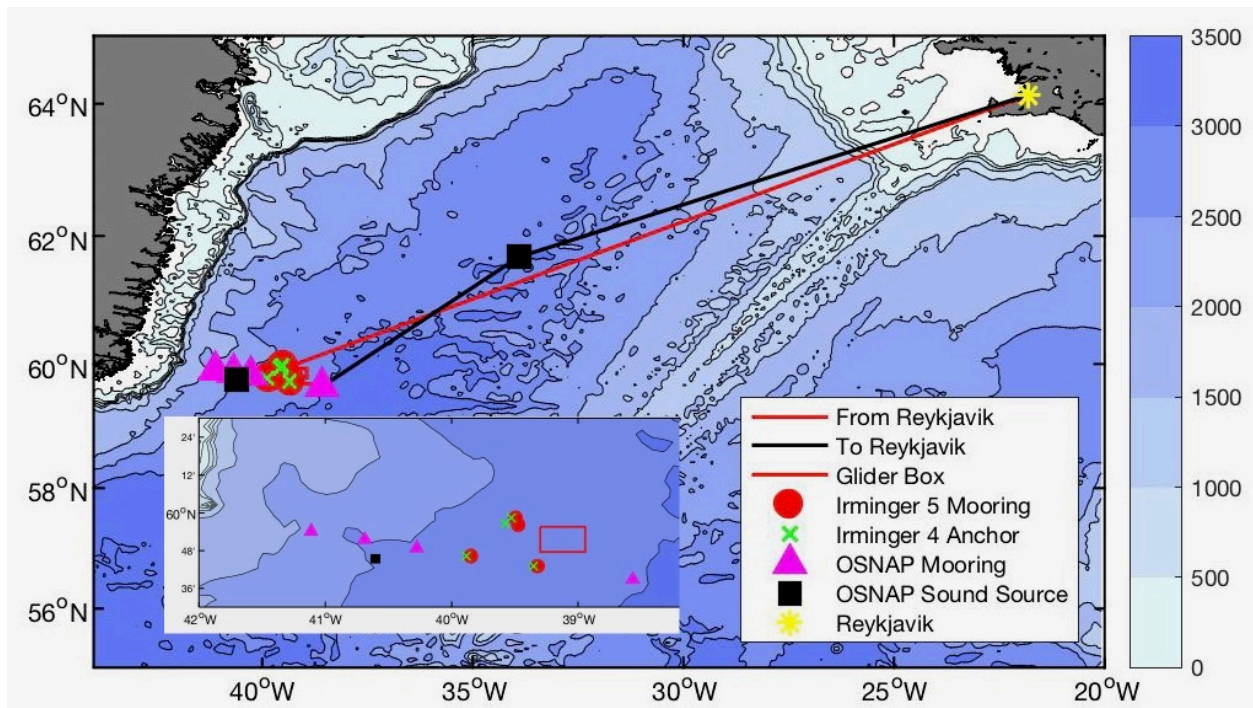 64°N
62°N
60°N
58°N
56°N
40°W
35°W
30°W
25°W
20°W
3500
3000
2500
2000
1500
1000
500
0
24'
12'
60°N
48'
36'
42°W
41°W
40°W
39°W
From Reykjavik
To Reykjavik
Glider Box
Irminger 5 Mooring
Irminger 4 Anchor
OSNAP Mooring
OSNAP Sound Source
Reykjavik